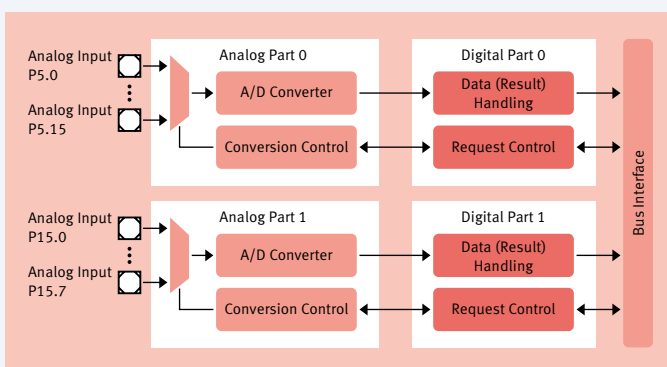 Analog Part 0
Digital Part 0
Analog Input
P5.0
Analog Input
P5.15
A/D Converter
Data (Result)
Handling
Conversion Control
Request Control
Analog Part 1
Digital Part 1
Analog Input
P15.0
Analog Input
P15.7
A/D Converter
Data (Result)
Handling
Conversion Control
Request Control
Bus Interface